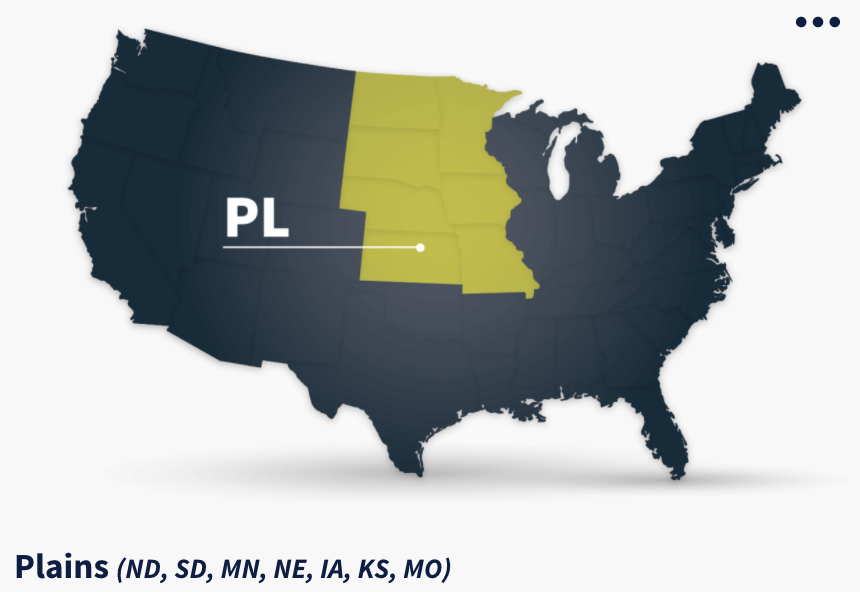 PL
Plains (ND, SD, MN, NE, IA, KS, MO)